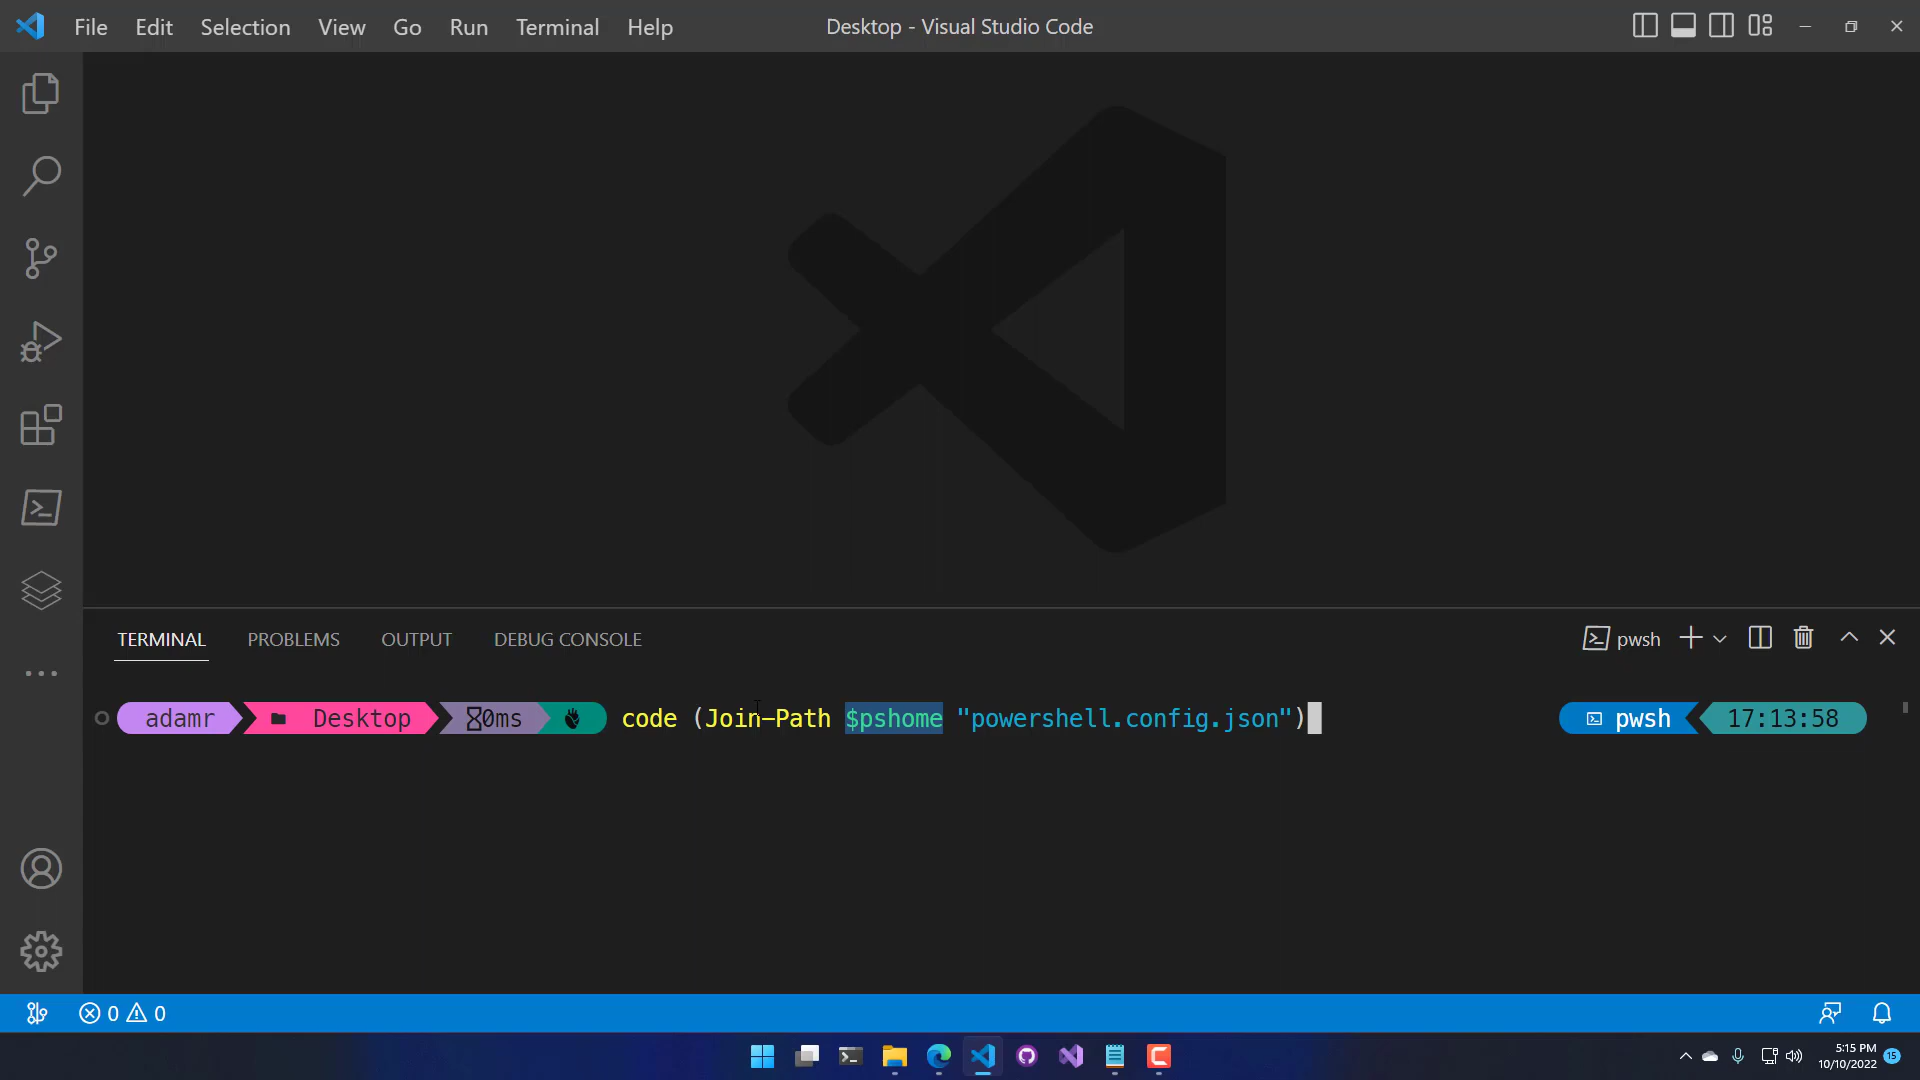 File Edit Selection View Go Run Terminal Help
Desktop - Visual Studio Code
TERMINAL PROBLEMS OUTPUT DEBUG CONSOLE
pwsh
adamr Desktop 0ms code (Join-Path $pshome "powershell.config.json") pwsh 17:13:58
0 0
5:15 PM
10/10/2022
15